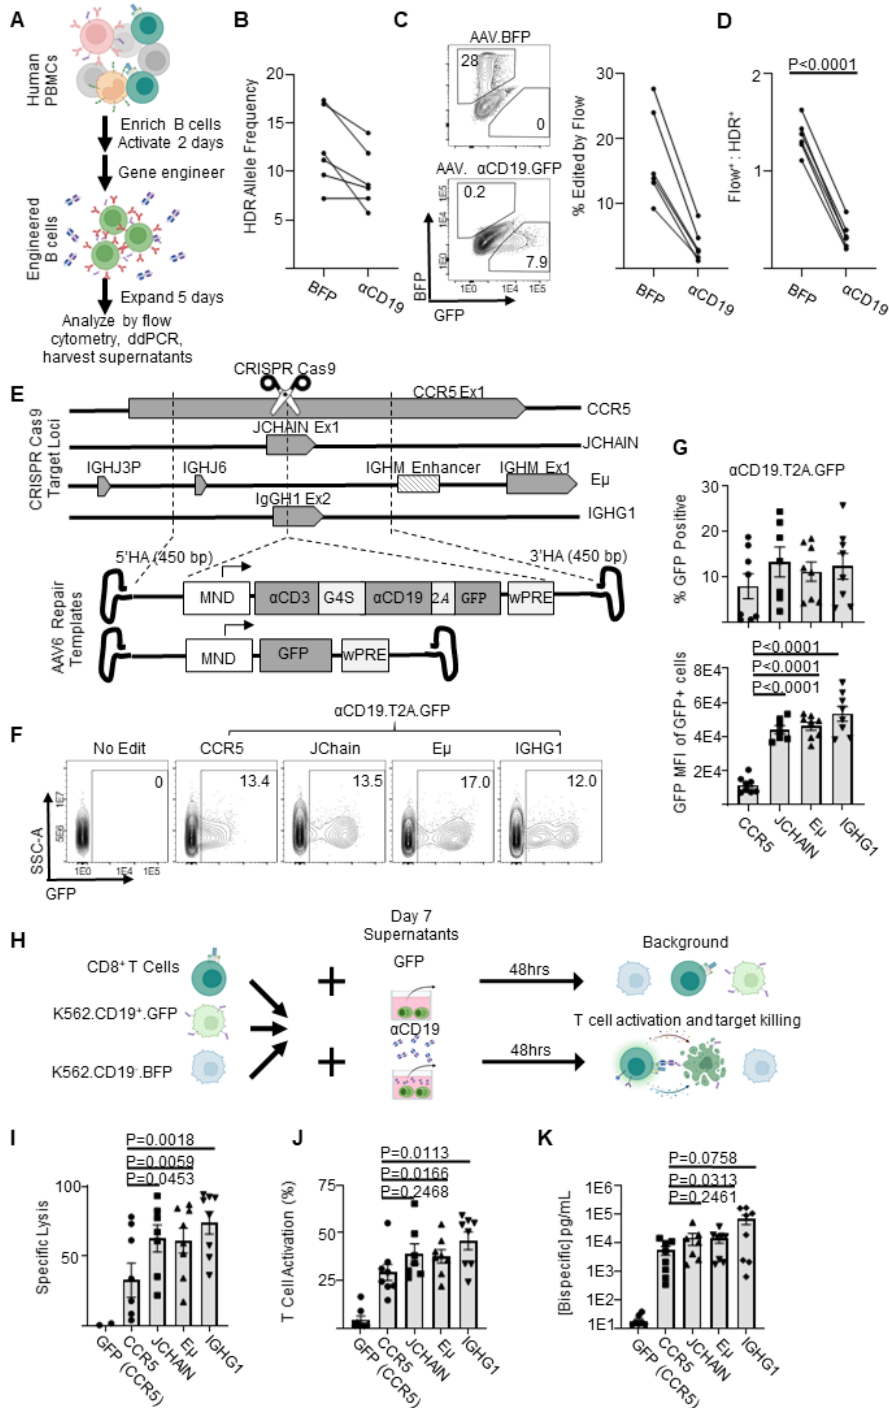 A
Human
PBMCs
Enrich B cells
Activate 2 days
Gene engineer
Engineered
B cells
Expand 5 days
Analyze by flow
cytometry, ddPCR,
harvest supernatants
B
HDR Allele Frequency
20
15
10
5
BFP
αCD19
C
AAV.BFP
28
0
AAV. αCD19.GFP
0.2
7.9
1E5
1E4
1E0
BFP
1E0 1E4 1E5
GFP
% Edited by Flow
30
20
10
BFP
αCD19
D
P<0.0001
Flow⁺ : HDR⁺
2
1
BFP
αCD19
E
CRISPR Cas9
CRISPR Cas9
Target Loci
CCR5 Ex1
CCR5
JCHAIN Ex1
JCHAIN
IGHJ3P
IGHJ6
IGHM Enhancer
IGHM Ex1
Eμ
IgGH1 Ex2
IGHG1
5'HA (450 bp)
3'HA (450 bp)
AAV6 Repair
Templates
MND αCD3 G4S αCD19 2A GFP wPRE
MND GFP wPRE
F
αCD19.T2A.GFP
No Edit CCR5 JChain Eμ IGHG1
0 13.4 13.5 17.0 12.0
SSC-A
1E7
5E6
1E0 1E4 1E5
GFP
G
αCD19.T2A.GFP
% GFP Positive
30
20
10
P<0.0001
P<0.0001
P<0.0001
GFP MFI of GFP+ cells
8E4
6E4
4E4
2E4
CCR5
JCHAIN
Eμ
IGHG1
H
Day 7
Supernatants
CD8⁺ T Cells
K562.CD19⁺.GFP
K562.CD19⁻.BFP
GFP
48hrs
Background
αCD19
48hrs
T cell activation and target killing
I
P=0.0018
P=0.0059
P=0.0453
Specific Lysis
100
50
GFP (CCR5)
CCR5
JCHAIN
Eμ
IGHG1
J
P=0.0113
P=0.0166
P=0.2468
T Cell Activation (%)
75
50
25
GFP (CCR5)
CCR5
JCHAIN
Eμ
IGHG1
K
P=0.0758
P=0.0313
P=0.2461
[Bispecific] pg/mL
1E6
1E5
1E4
1E3
1E2
1E1
GFP (CCR5)
CCR5
JCHAIN
Eμ
IGHG1